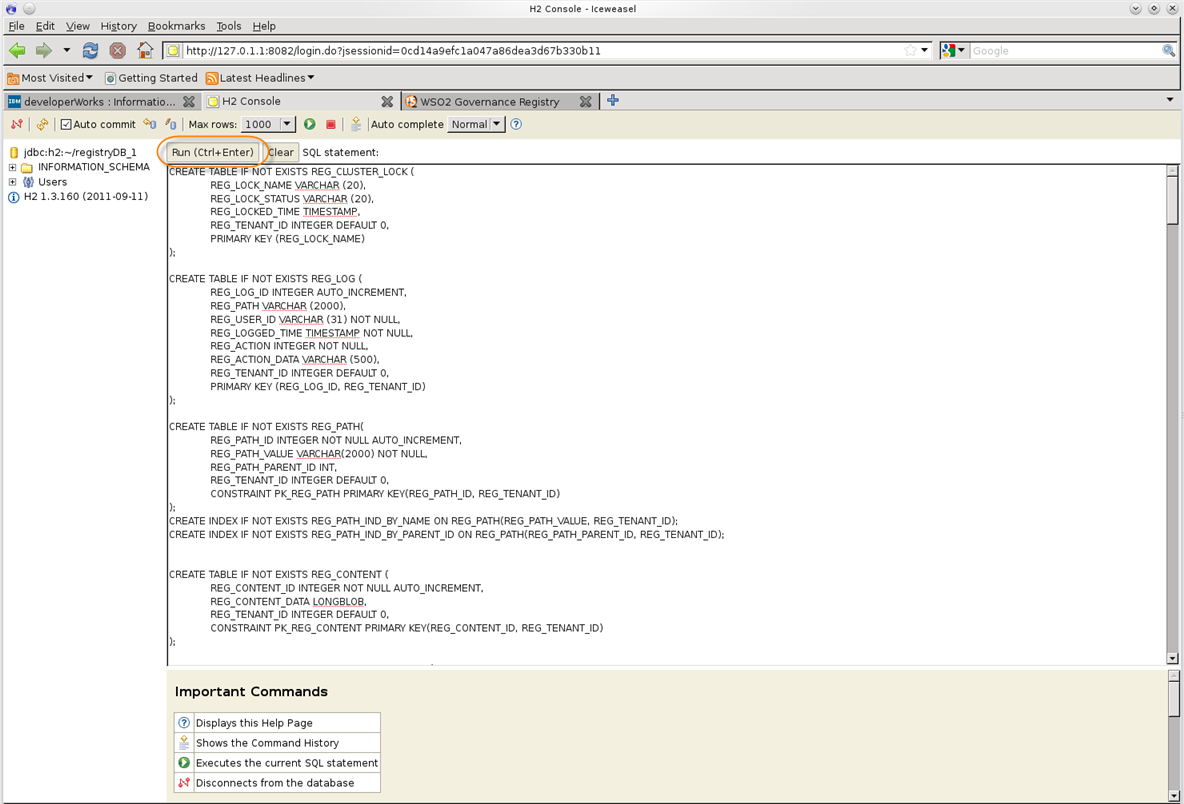 H2 Console - Iceweasel
File Edit View History Bookmarks Tools Help
http://127.0.1.1:8082/login.do?jsessionid=0cd14a9efc1a047a86dea3d67b330b11
Google
Most Visited Getting Started Latest Headlines
IBM developerWorks : Informatio... H2 Console WSO2 Governance Registry
Auto commit Max rows: 1000 Auto complete Normal
jdbc:h2:~/registryDB_1
INFORMATION_SCHEMA
Users
H2 1.3.160 (2011-09-11)
Run (Ctrl+Enter) Clear SQL statement:
CREATE TABLE IF NOT EXISTS REG_CLUSTER_LOCK (
REG_LOCK_NAME VARCHAR (20),
REG_LOCK_STATUS VARCHAR (20),
REG_LOCKED_TIME TIMESTAMP,
REG_TENANT_ID INTEGER DEFAULT 0,
PRIMARY KEY (REG_LOCK_NAME)
);
CREATE TABLE IF NOT EXISTS REG_LOG (
REG_LOG_ID INTEGER AUTO_INCREMENT,
REG_PATH VARCHAR (2000),
REG_USER_ID VARCHAR (31) NOT NULL,
REG_LOGGED_TIME TIMESTAMP NOT NULL,
REG_ACTION INTEGER NOT NULL,
REG_ACTION_DATA VARCHAR (500),
REG_TENANT_ID INTEGER DEFAULT 0,
PRIMARY KEY (REG_LOG_ID, REG_TENANT_ID)
);
CREATE TABLE IF NOT EXISTS REG_PATH(
REG_PATH_ID INTEGER NOT NULL AUTO_INCREMENT,
REG_PATH_VALUE VARCHAR(2000) NOT NULL,
REG_PATH_PARENT_ID INT,
REG_TENANT_ID INTEGER DEFAULT 0,
CONSTRAINT PK_REG_PATH PRIMARY KEY(REG_PATH_ID, REG_TENANT_ID)
);
CREATE INDEX IF NOT EXISTS REG_PATH_IND_BY_NAME ON REG_PATH(REG_PATH_VALUE, REG_TENANT_ID);
CREATE INDEX IF NOT EXISTS REG_PATH_IND_BY_PARENT_ID ON REG_PATH(REG_PATH_PARENT_ID, REG_TENANT_ID);
CREATE TABLE IF NOT EXISTS REG_CONTENT (
REG_CONTENT_ID INTEGER NOT NULL AUTO_INCREMENT,
REG_CONTENT_DATA LONGBLOB,
REG_TENANT_ID INTEGER DEFAULT 0,
CONSTRAINT PK_REG_CONTENT PRIMARY KEY(REG_CONTENT_ID, REG_TENANT_ID)
);
Important Commands
Displays this Help Page
Shows the Command History
Executes the current SQL statement
Disconnects from the database